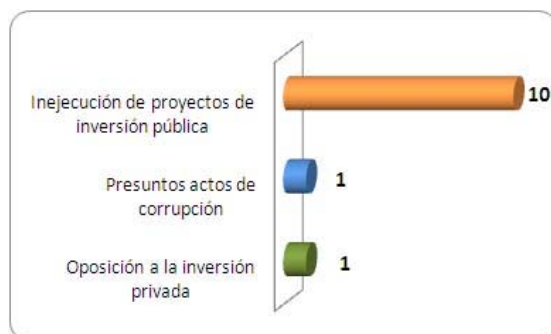 Inejecución de proyectos de
inversión pública
10
Presuntos actos de
corrupción
1
Oposición a la inversión
privada
1